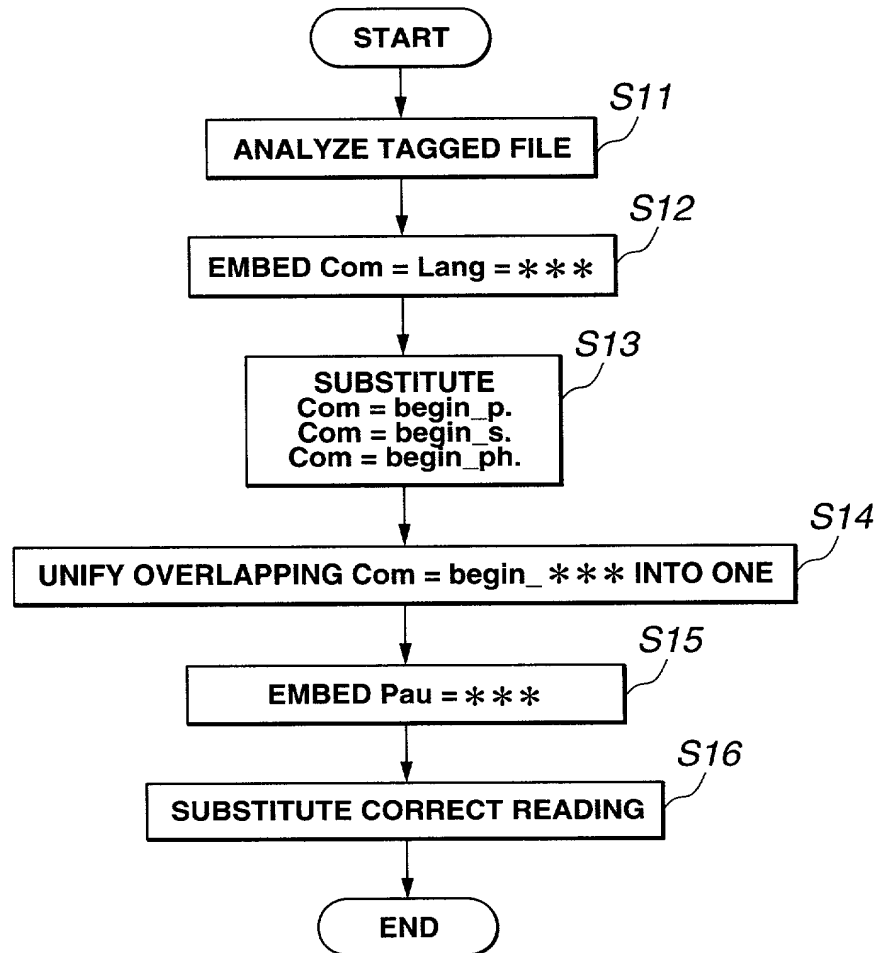 START
S11
ANALYZE TAGGED FILE
S12
EMBED Com = Lang = ***
S13
SUBSTITUTE
Com = begin_p.
Com = begin_s.
Com = begin_ph.
S14
UNIFY OVERLAPPING Com = begin_ *** INTO ONE
S15
EMBED Pau = ***
S16
SUBSTITUTE CORRECT READING
END